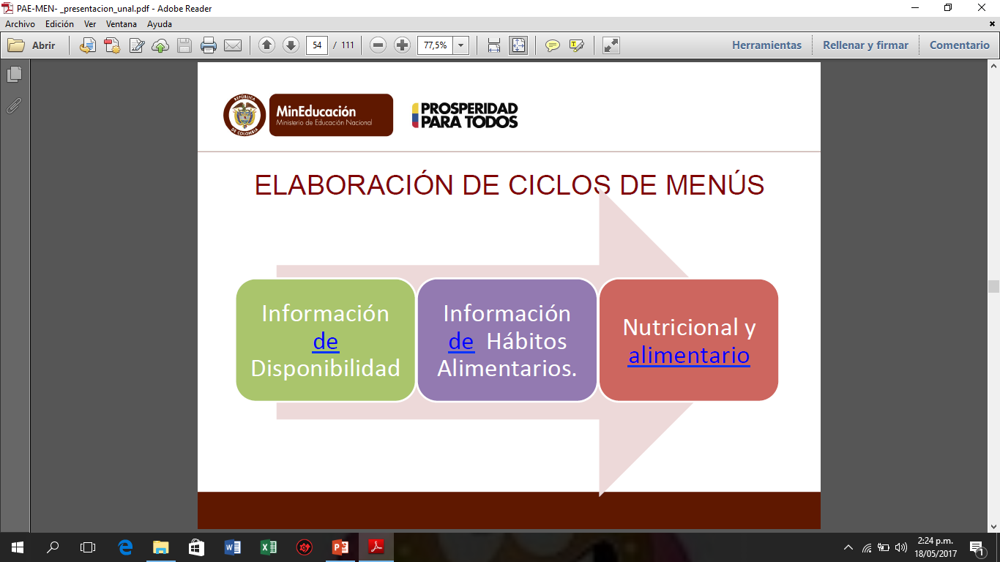 PAE-MEN- _presentacion_unal.pdf - Adobe Reader
Archivo Edición Ver Ventana Ayuda
Abrir 54 / 111 77,5% Herramientas Rellenar y firmar Comentario
REPÚBLICA
DE COLOMBIA
MinEducación
Ministerio de Educación Nacional
PROSPERIDAD
PARA TODOS
ELABORACIÓN DE CICLOS DE MENÚS
Información
de
Disponibilidad
Información
de Hábitos
Alimentarios.
Nutricional y
alimentario
2:24 p.m.
18/05/2017
1